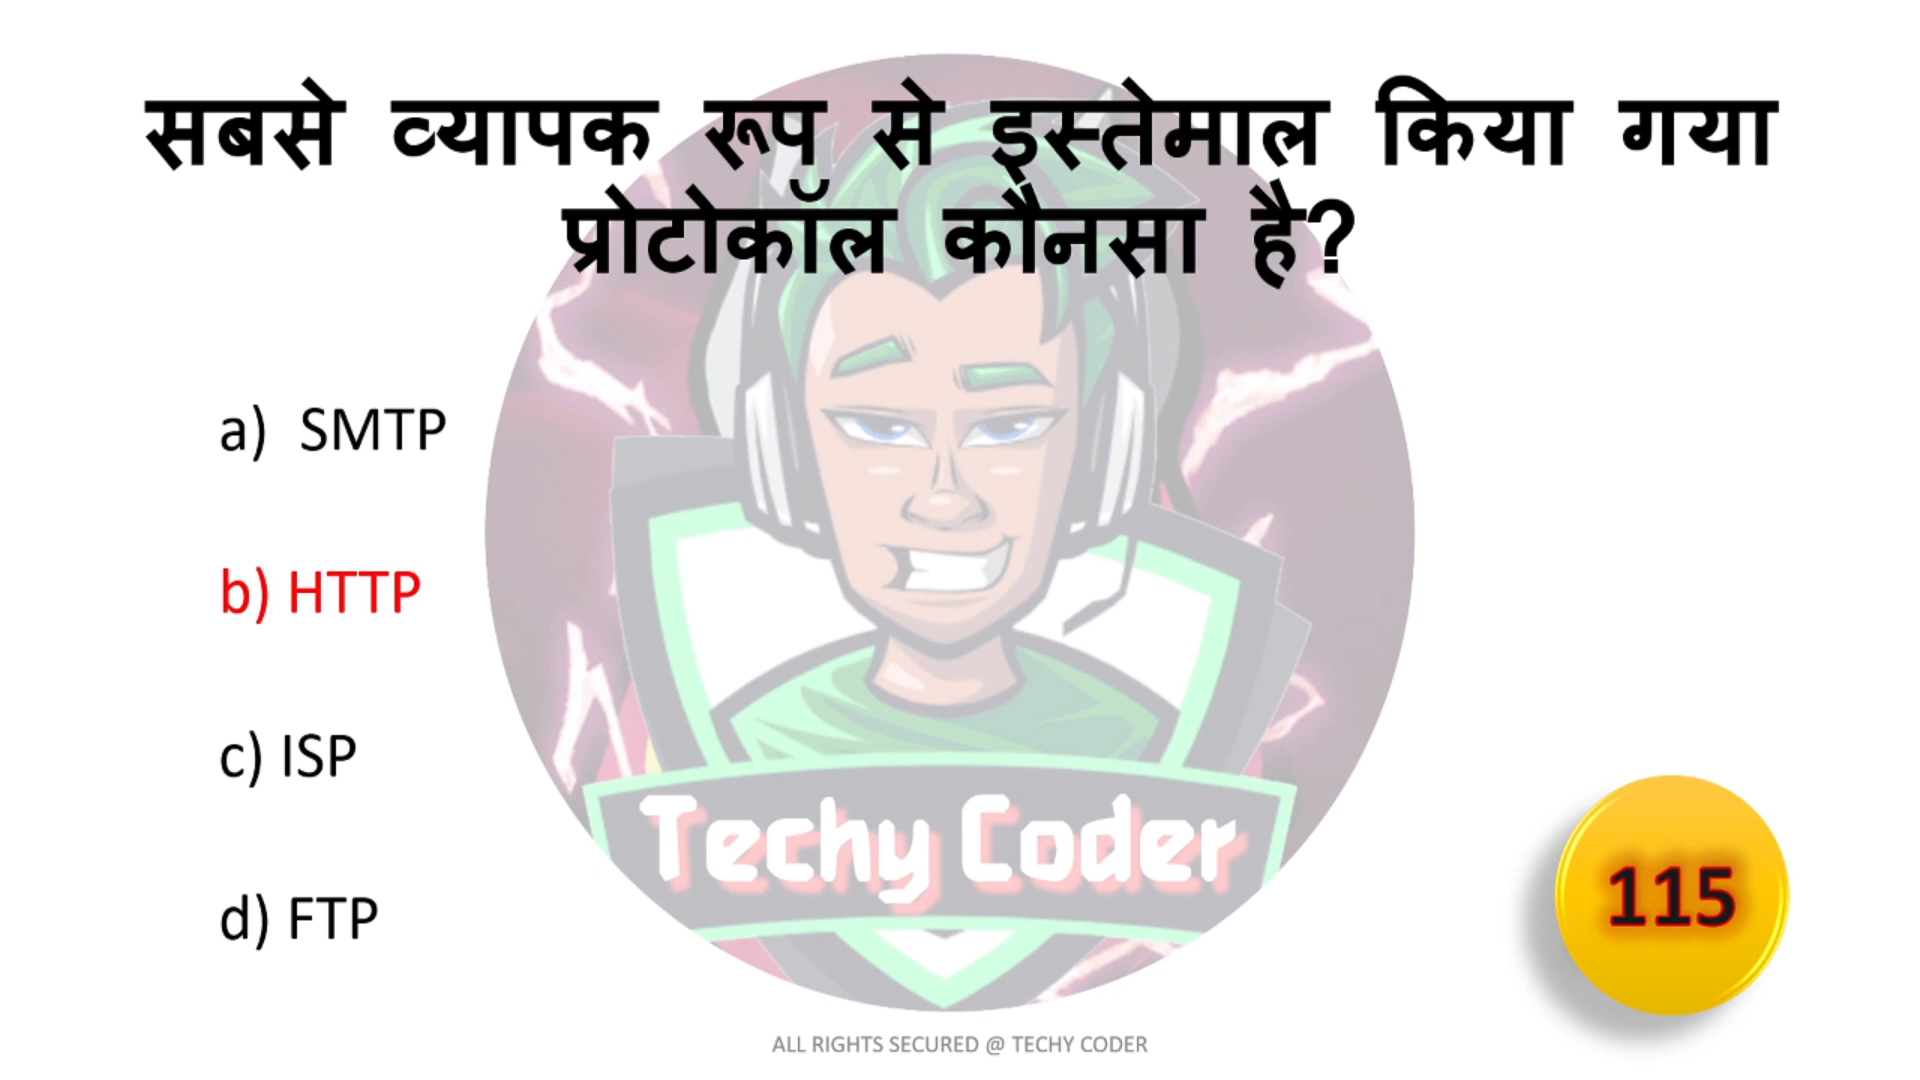 सबसे व्यापक रूप से इस्तेमाल किया गया
प्रोटोकॉल कौनसा है?
a) SMTP
b) HTTP
c) ISP
d) FTP
Techy Coder
115
ALL RIGHTS SECURED @ TECHY CODER